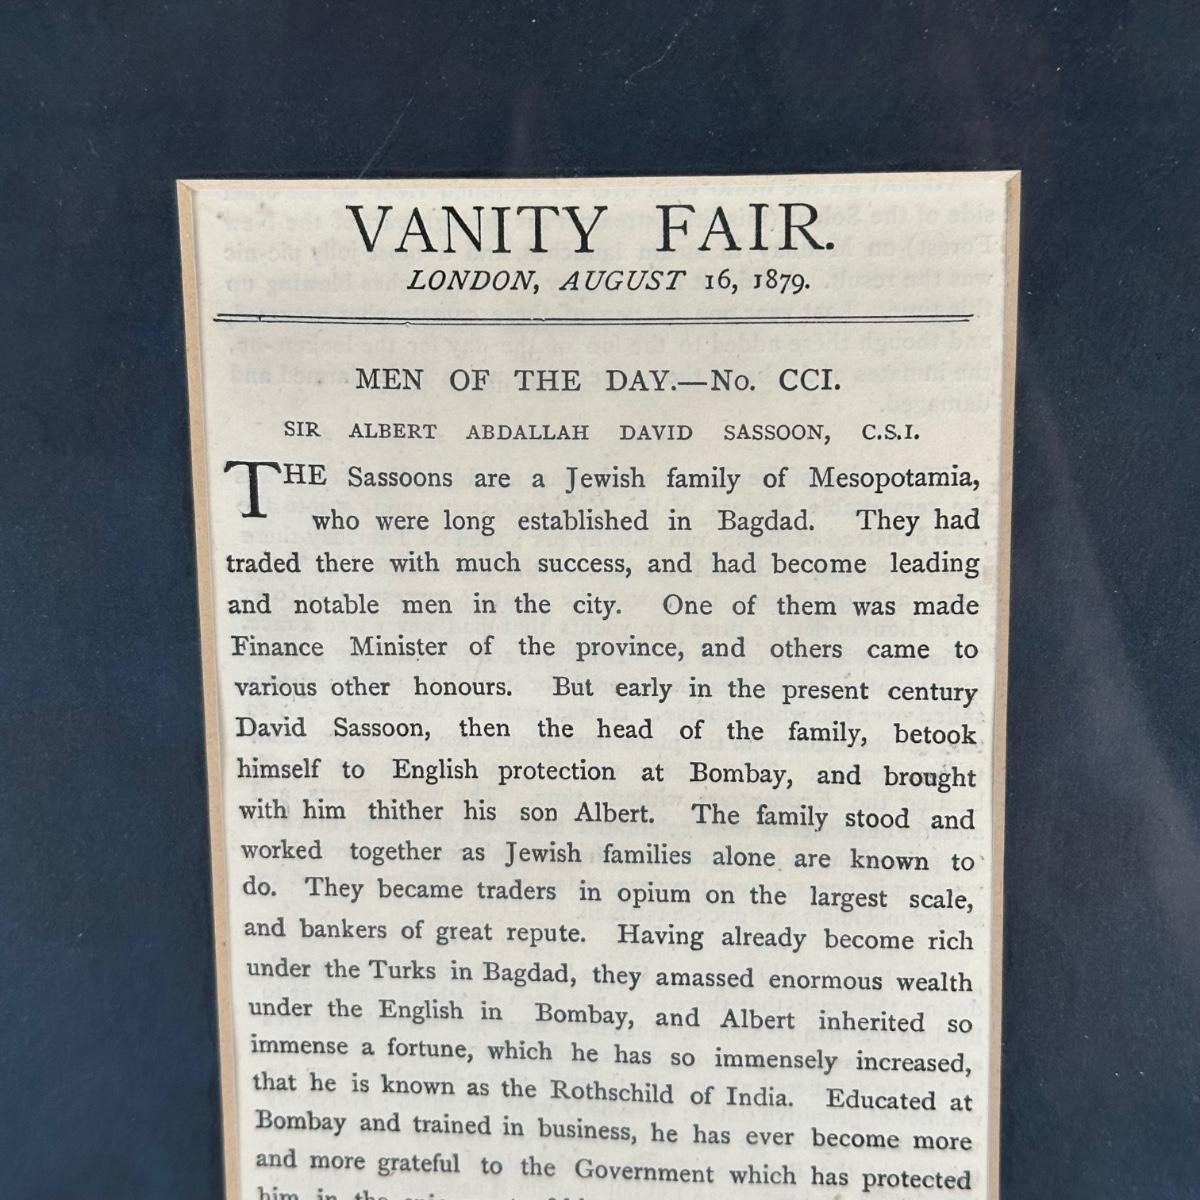 VANITY FAIR.
LONDON, AUGUST 16, 1879.
MEN OF THE DAY.—No. CCI.
SIR ALBERT ABDALLAH DAVID SASSOON, C.S.I.
THE Sassoons are a Jewish family of Mesopotamia,
who were long established in Bagdad. They had
traded there with much success, and had become leading
and notable men in the city. One of them was made
Finance Minister of the province, and others came to
various other honours. But early in the present century
David Sassoon, then the head of the family, betook
himself to English protection at Bombay, and brought
with him thither his son Albert. The family stood and
worked together as Jewish families alone are known to
do. They became traders in opium on the largest scale,
and bankers of great repute. Having already become rich
under the Turks in Bagdad, they amassed enormous wealth
under the English in Bombay, and Albert inherited so
immense a fortune, which he has so immensely increased,
that he is known as the Rothschild of India. Educated at
Bombay and trained in business, he has ever become more
and more grateful to the Government which has protected
him in the